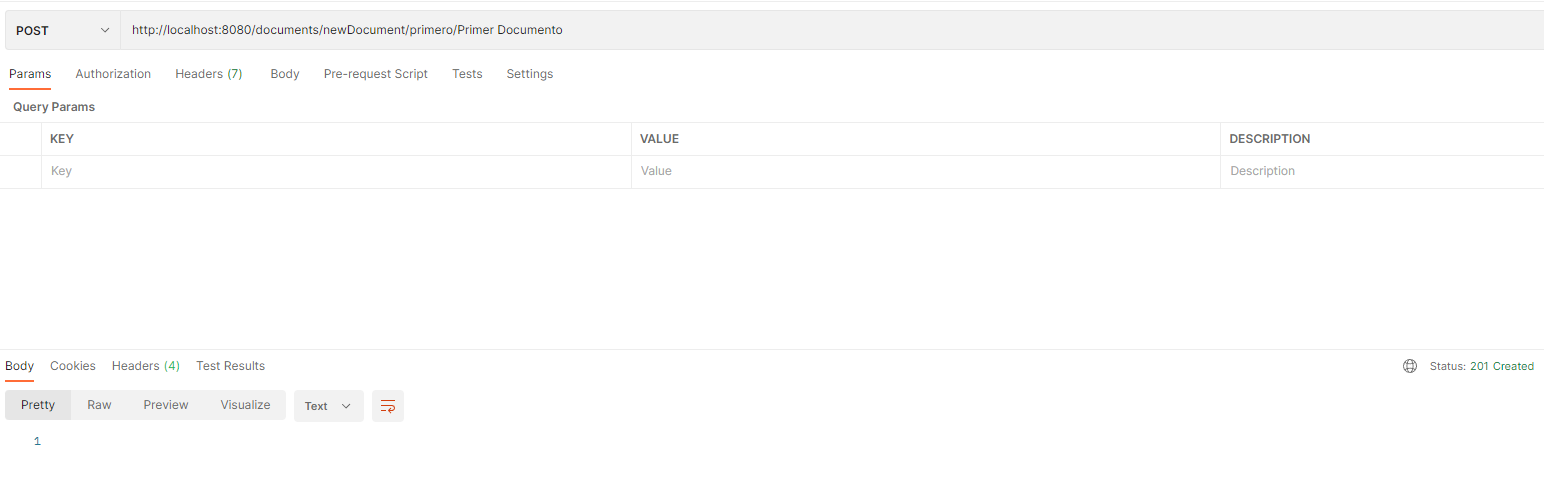 POST http://localhost:8080/documents/newDocument/primero/Primer Documento
Params Authorization Headers (7) Body Pre-request Script Tests Settings
Query Params
KEY VALUE DESCRIPTION
Key Value Description
Body Cookies Headers (4) Test Results Status: 201 Created
Pretty Raw Preview Visualize Text
1